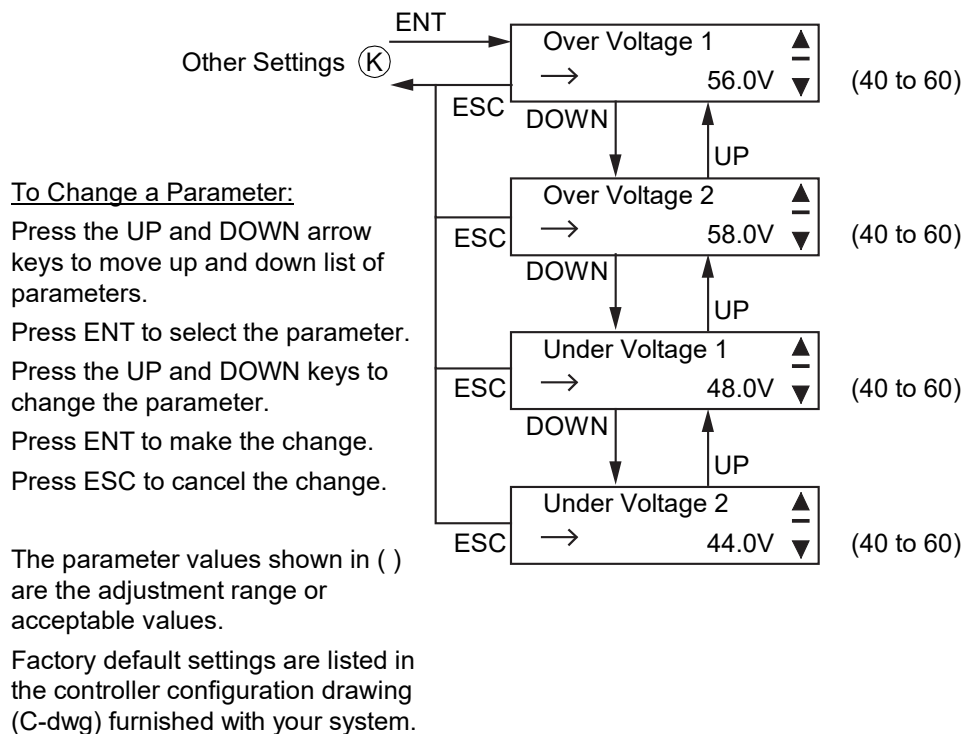 ENT
Other Settings K
Over Voltage 1
→ 56.0V
(40 to 60)
ESC
DOWN
UP
Over Voltage 2
→ 58.0V
(40 to 60)
ESC
DOWN
UP
Under Voltage 1
→ 48.0V
(40 to 60)
ESC
DOWN
UP
Under Voltage 2
→ 44.0V
(40 to 60)
ESC
To Change a Parameter:
Press the UP and DOWN arrow
keys to move up and down list of
parameters.
Press ENT to select the parameter.
Press the UP and DOWN keys to
change the parameter.
Press ENT to make the change.
Press ESC to cancel the change.
The parameter values shown in ( )
are the adjustment range or
acceptable values.
Factory default settings are listed in
the controller configuration drawing
(C-dwg) furnished with your system.